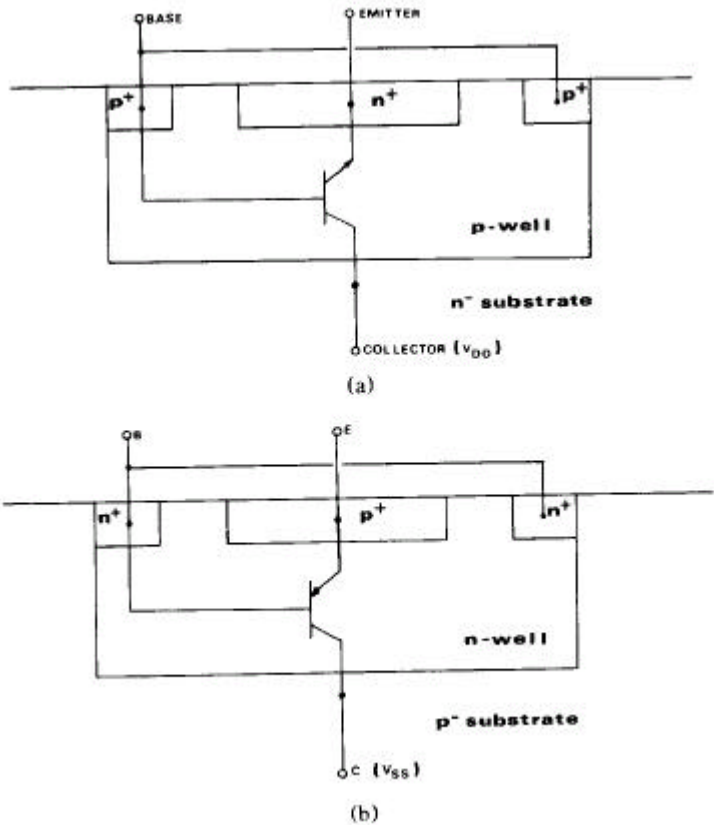 BASE
EMITTER
p+
n+
p+
p-well
n- substrate
COLLECTOR (VDD)
(a)
B
E
n+
p+
n+
n-well
p- substrate
C (VSS)
(b)